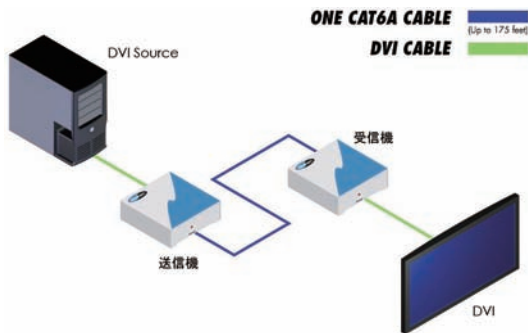 ONE CAT6A CABLE
(Up to 175 feet)
DVI CABLE
DVI Source
受信機
送信機
DVI